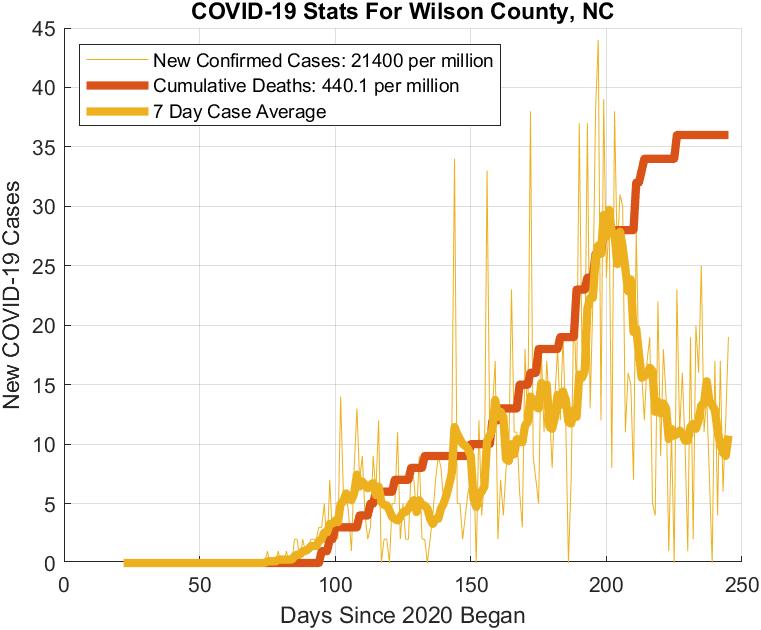 COVID-19 Stats For Wilson County, NC
New Confirmed Cases: 21400 per million
Cumulative Deaths: 440.1 per million
7 Day Case Average
New COVID-19 Cases
45
40
35
30
25
20
15
10
5
0
0 50 100 150 200 250
Days Since 2020 Began